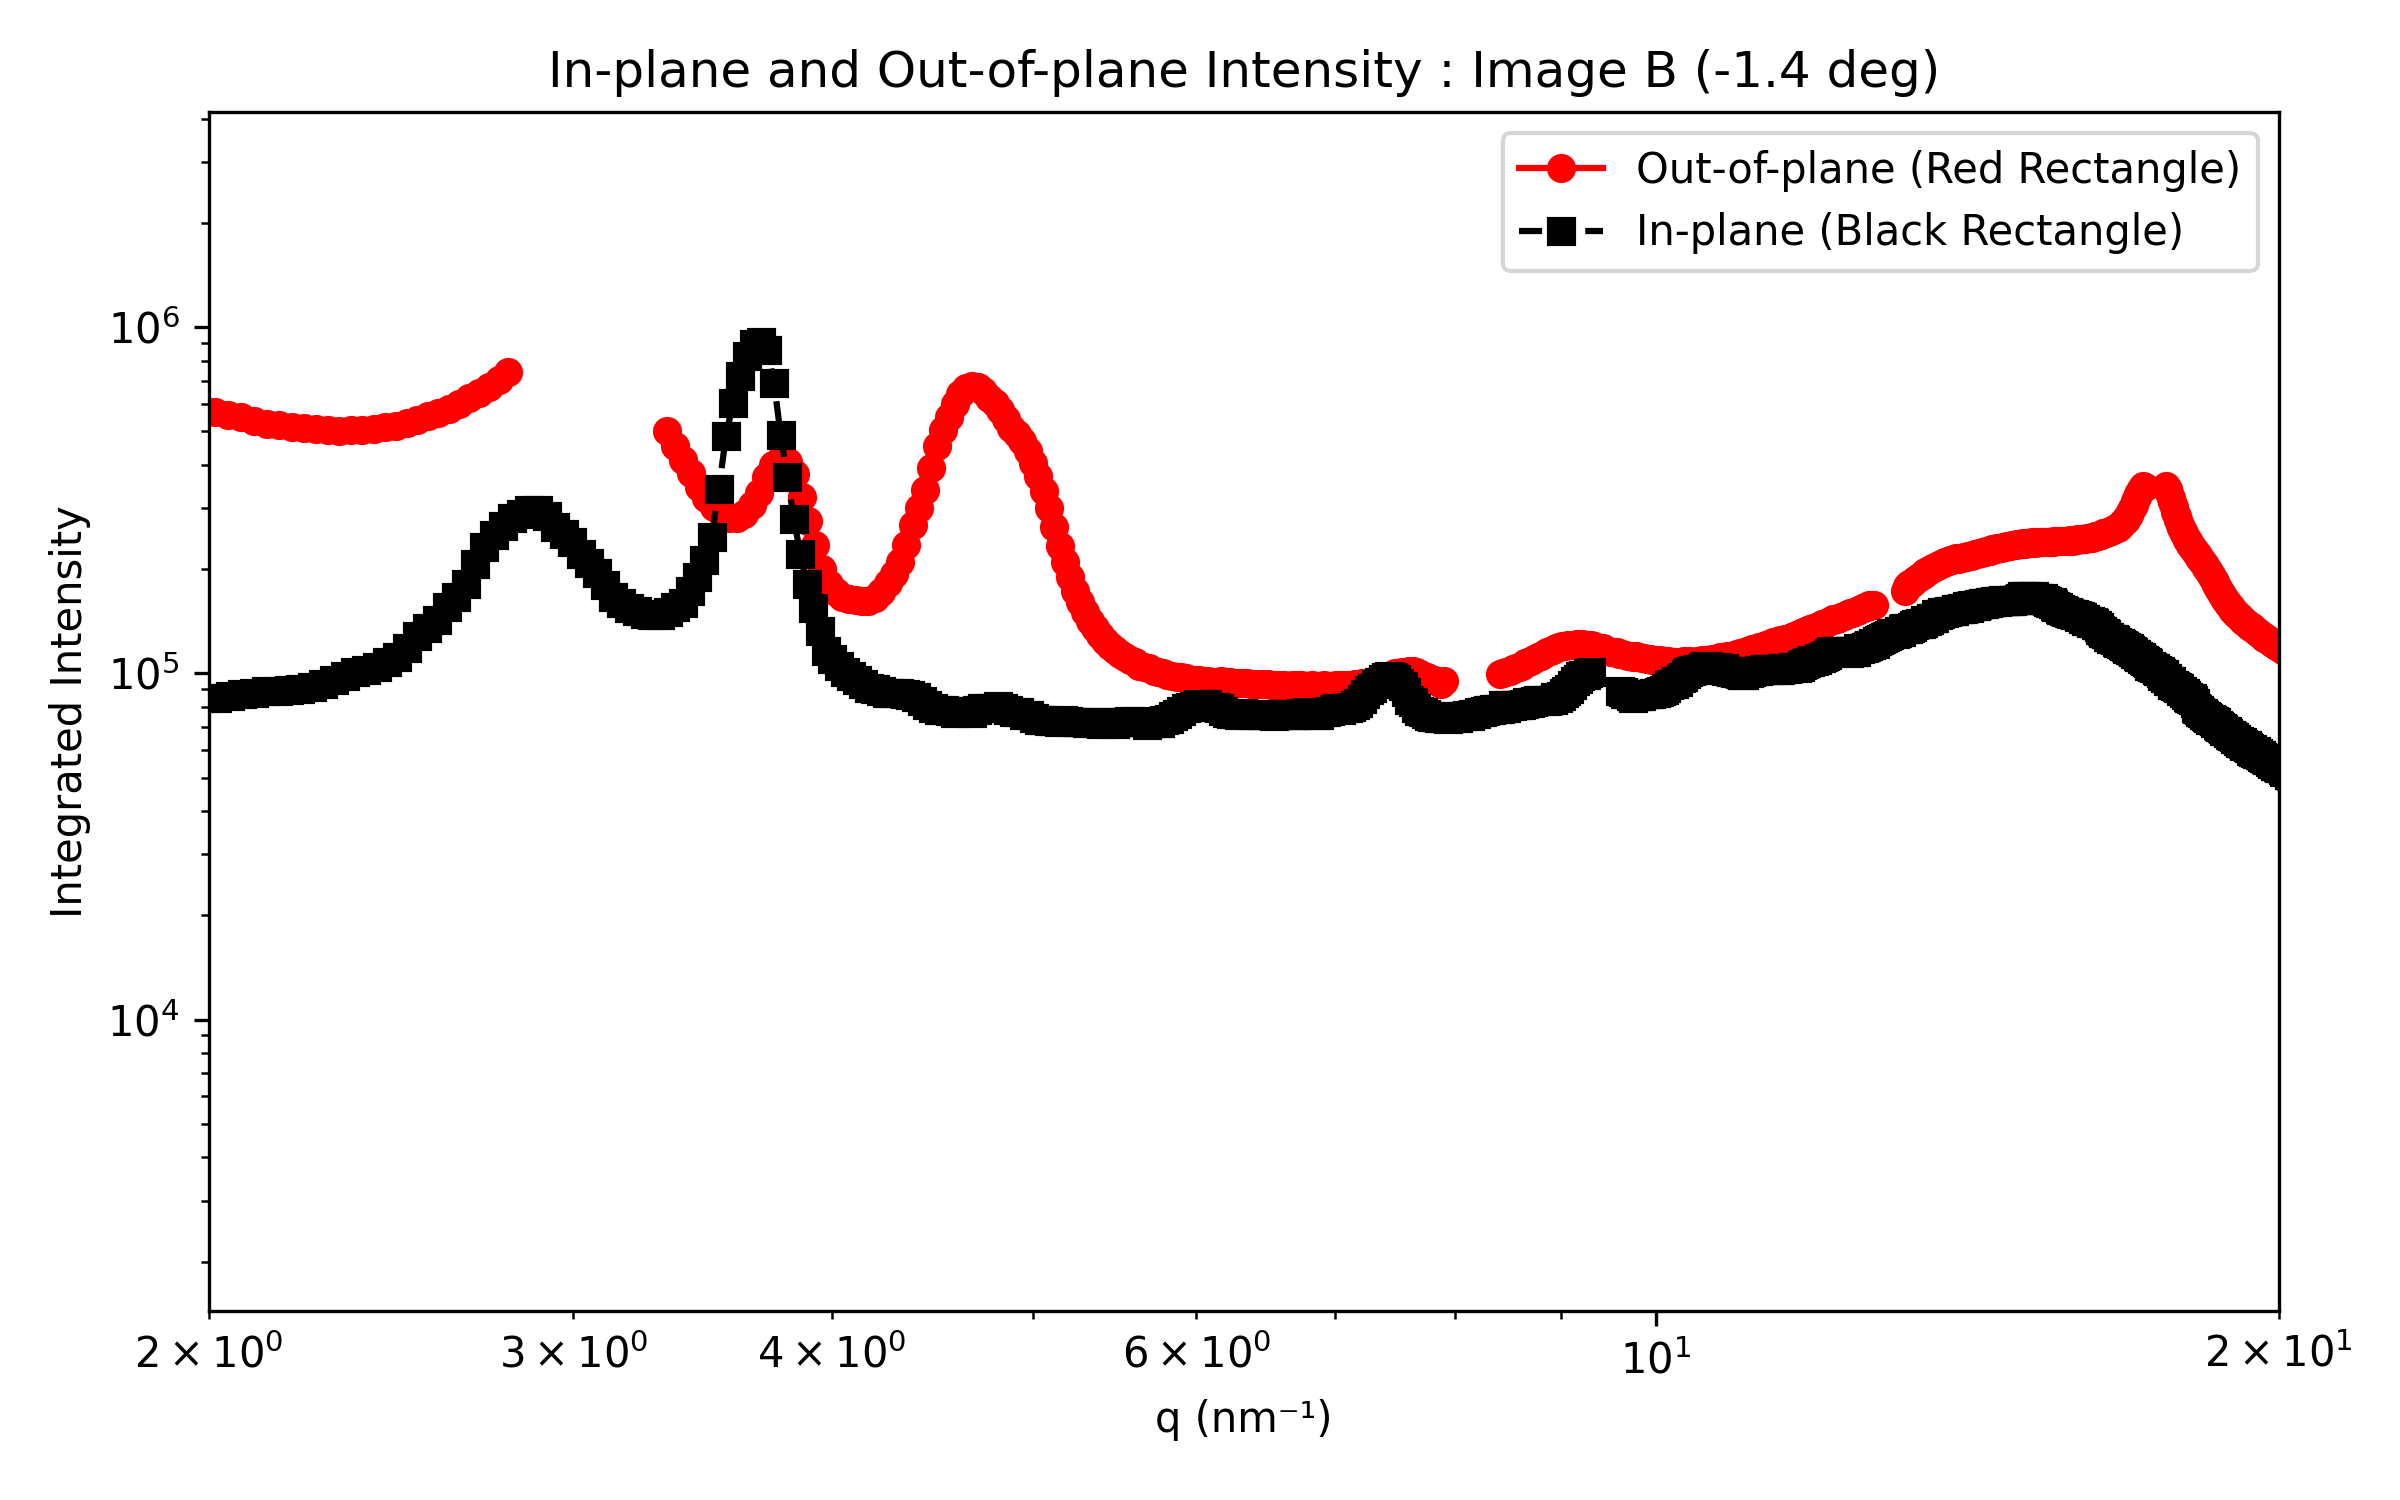 In-plane and Out-of-plane Intensity : Image B (-1.4 deg)
Out-of-plane (Red Rectangle)
In-plane (Black Rectangle)
Integrated Intensity
10⁶
10⁵
10⁴
2 × 10⁰
3 × 10⁰
4 × 10⁰
6 × 10⁰
10¹
2 × 10¹
q (nm⁻¹)